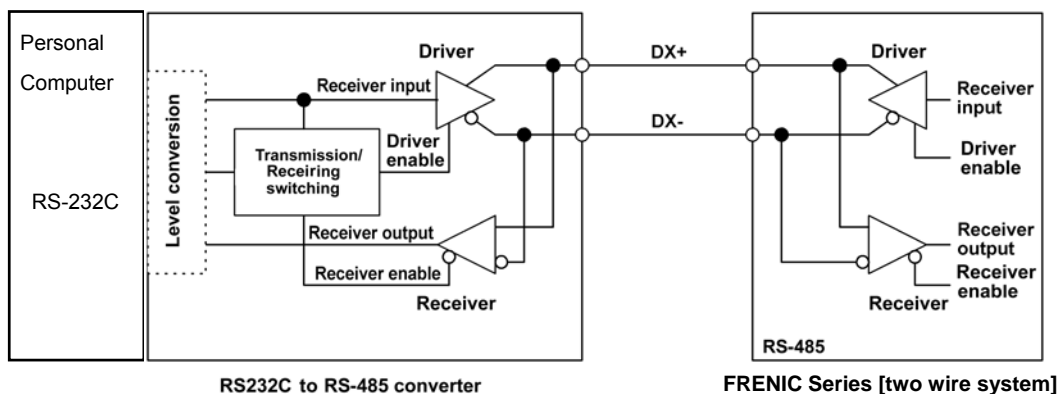 Personal
Computer
RS-232C
Level conversion
Driver
Receiver input
Driver
enable
Transmission/
Receiring
switching
Receiver output
Receiver enable
Receiver
RS232C to RS-485 converter
DX+
DX-
Driver
Receiver
input
Driver
enable
Receiver
output
Receiver
enable
Receiver
RS-485
FRENIC Series [two wire system]